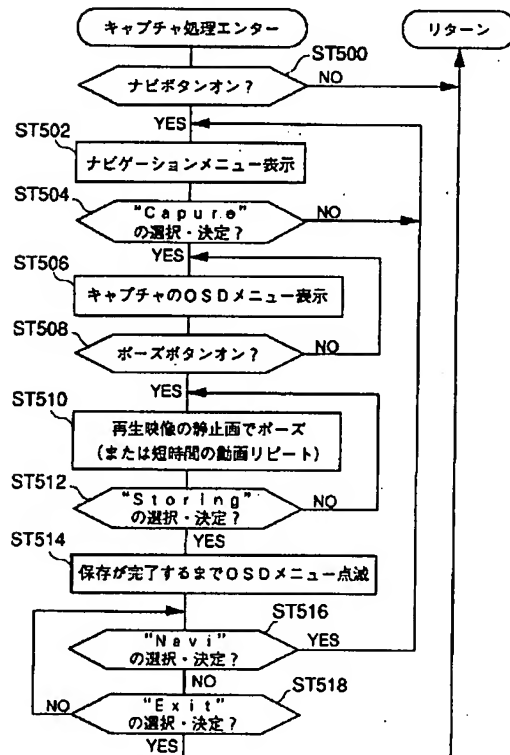 キャプチャ処理エンター
リターン
ST500
ナビボタンオン?
NO
YES
ST502
ナビゲーションメニュー表示
ST504
"Capure"
の選択・決定?
NO
YES
ST506
キャプチャのOSDメニュー表示
ST508
ポーズボタンオン?
NO
YES
ST510
再生映像の静止画でポーズ
(または短時間の動画リピート)
ST512
"Storing"
の選択・決定?
NO
YES
ST514
保存が完了するまでOSDメニュー点滅
ST516
"Navi"
の選択・決定?
YES
NO
ST518
"Exit"
の選択・決定?
NO
YES